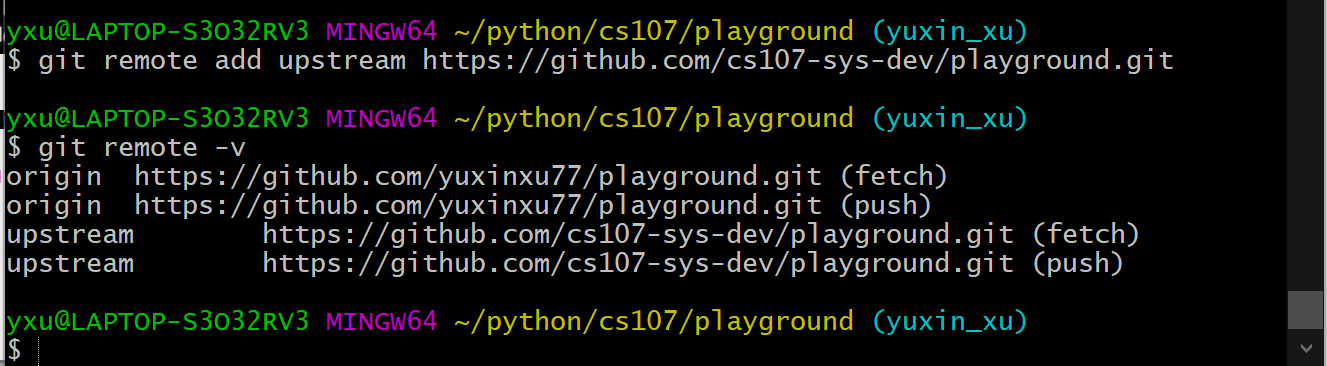 yxu@LAPTOP-S3O32RV3 MINGW64 ~/python/cs107/playground (yuxin_xu)
$ git remote add upstream https://github.com/cs107-sys-dev/playground.git
yxu@LAPTOP-S3O32RV3 MINGW64 ~/python/cs107/playground (yuxin_xu)
$ git remote -v
origin  https://github.com/yuxinxu77/playground.git (fetch)
origin  https://github.com/yuxinxu77/playground.git (push)
upstream        https://github.com/cs107-sys-dev/playground.git (fetch)
upstream        https://github.com/cs107-sys-dev/playground.git (push)
yxu@LAPTOP-S3O32RV3 MINGW64 ~/python/cs107/playground (yuxin_xu)
$